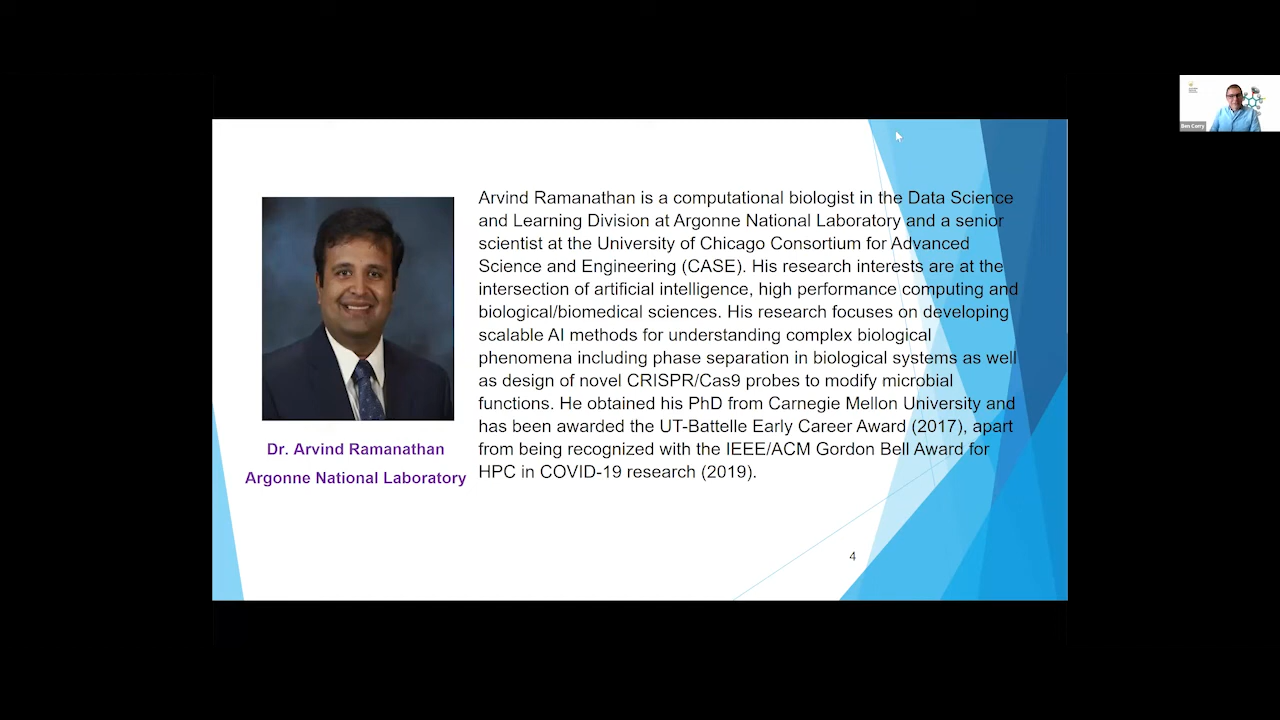 Arvind Ramanathan is a computational biologist in the Data Science
and Learning Division at Argonne National Laboratory and a senior
scientist at the University of Chicago Consortium for Advanced
Science and Engineering (CASE). His research interests are at the
intersection of artificial intelligence, high performance computing and
biological/biomedical sciences. His research focuses on developing
scalable AI methods for understanding complex biological
phenomena including phase separation in biological systems as well
as design of novel CRISPR/Cas9 probes to modify microbial
functions. He obtained his PhD from Carnegie Mellon University and
has been awarded the UT-Battelle Early Career Award (2017), apart
from being recognized with the IEEE/ACM Gordon Bell Award for
HPC in COVID-19 research (2019).
Dr. Arvind Ramanathan
Argonne National Laboratory
4